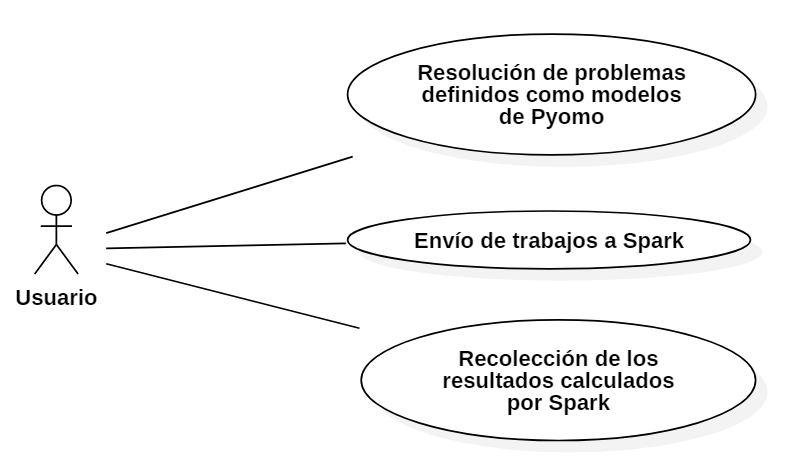 Resolución de problemas
definidos como modelos
de Pyomo
Envío de trabajos a Spark
Usuario
Recolección de los
resultados calculados
por Spark